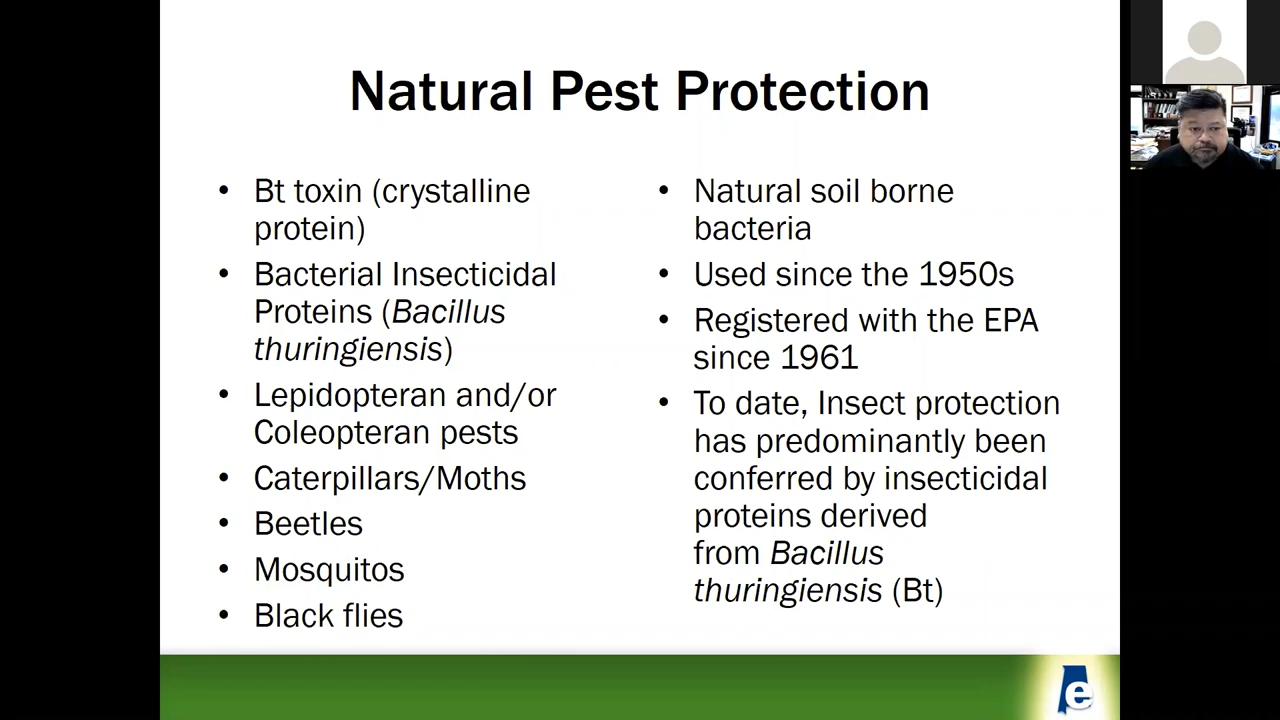 Natural Pest Protection
• Bt toxin (crystalline
protein)
• Bacterial Insecticidal
Proteins (Bacillus
thuringiensis)
• Lepidopteran and/or
Coleopteran pests
• Caterpillars/Moths
• Beetles
• Mosquitos
• Black flies
• Natural soil borne
bacteria
• Used since the 1950s
• Registered with the EPA
since 1961
• To date, Insect protection
has predominantly been
conferred by insecticidal
proteins derived
from Bacillus
thuringiensis (Bt)
e